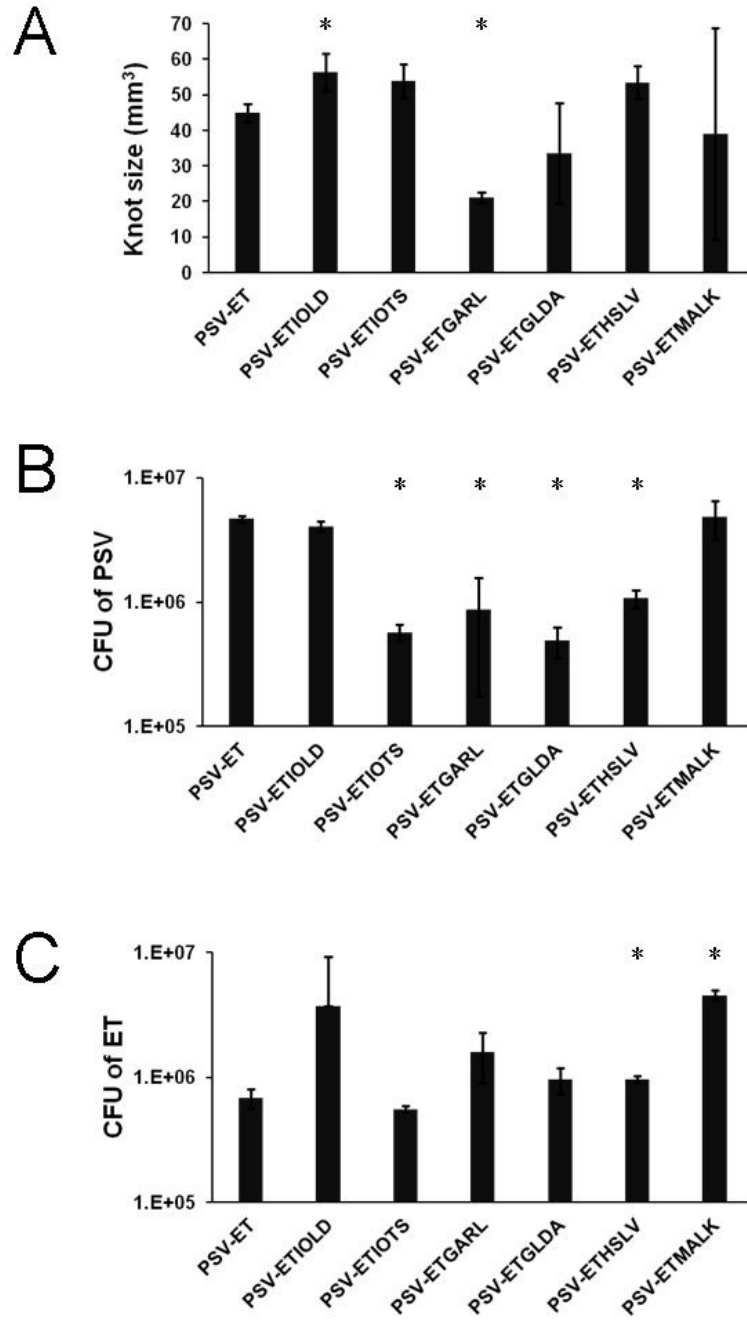 A
Knot size (mm³)
70
60
50
40
30
20
10
0
* *
PSV-ET
PSV-ETIOLD
PSV-ETIOTS
PSV-ETGARL
PSV-ETGLDA
PSV-ETHSLV
PSV-ETMALK
B
CFU of PSV
1.E+07
1.E+06
1.E+05
* * * *
PSV-ET
PSV-ETIOLD
PSV-ETIOTS
PSV-ETGARL
PSV-ETGLDA
PSV-ETHSLV
PSV-ETMALK
C
CFU of ET
1.E+07
1.E+06
1.E+05
* *
PSV-ET
PSV-ETIOLD
PSV-ETIOTS
PSV-ETGARL
PSV-ETGLDA
PSV-ETHSLV
PSV-ETMALK